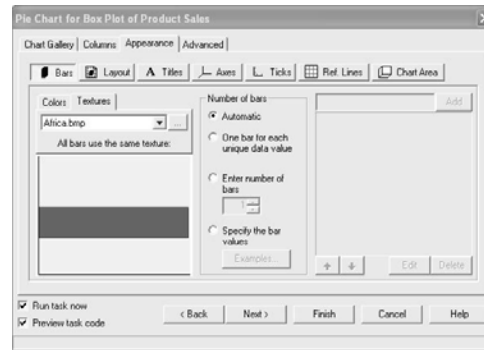 Pie Chart for Box Plot of Product Sales
Chart Gallery Columns Appearance Advanced
Bars Layout A Titles Axes Ticks Ref. Lines Chart Area
Colors Textures
Africa.bmp ...
All bars use the same texture:
Number of bars
Automatic
One bar for each
unique data value
Enter number of
bars
1
Specify the bar
values
Examples...
Add
Edit Delete
Run task now
Preview task code
< Back Next > Finish Cancel Help